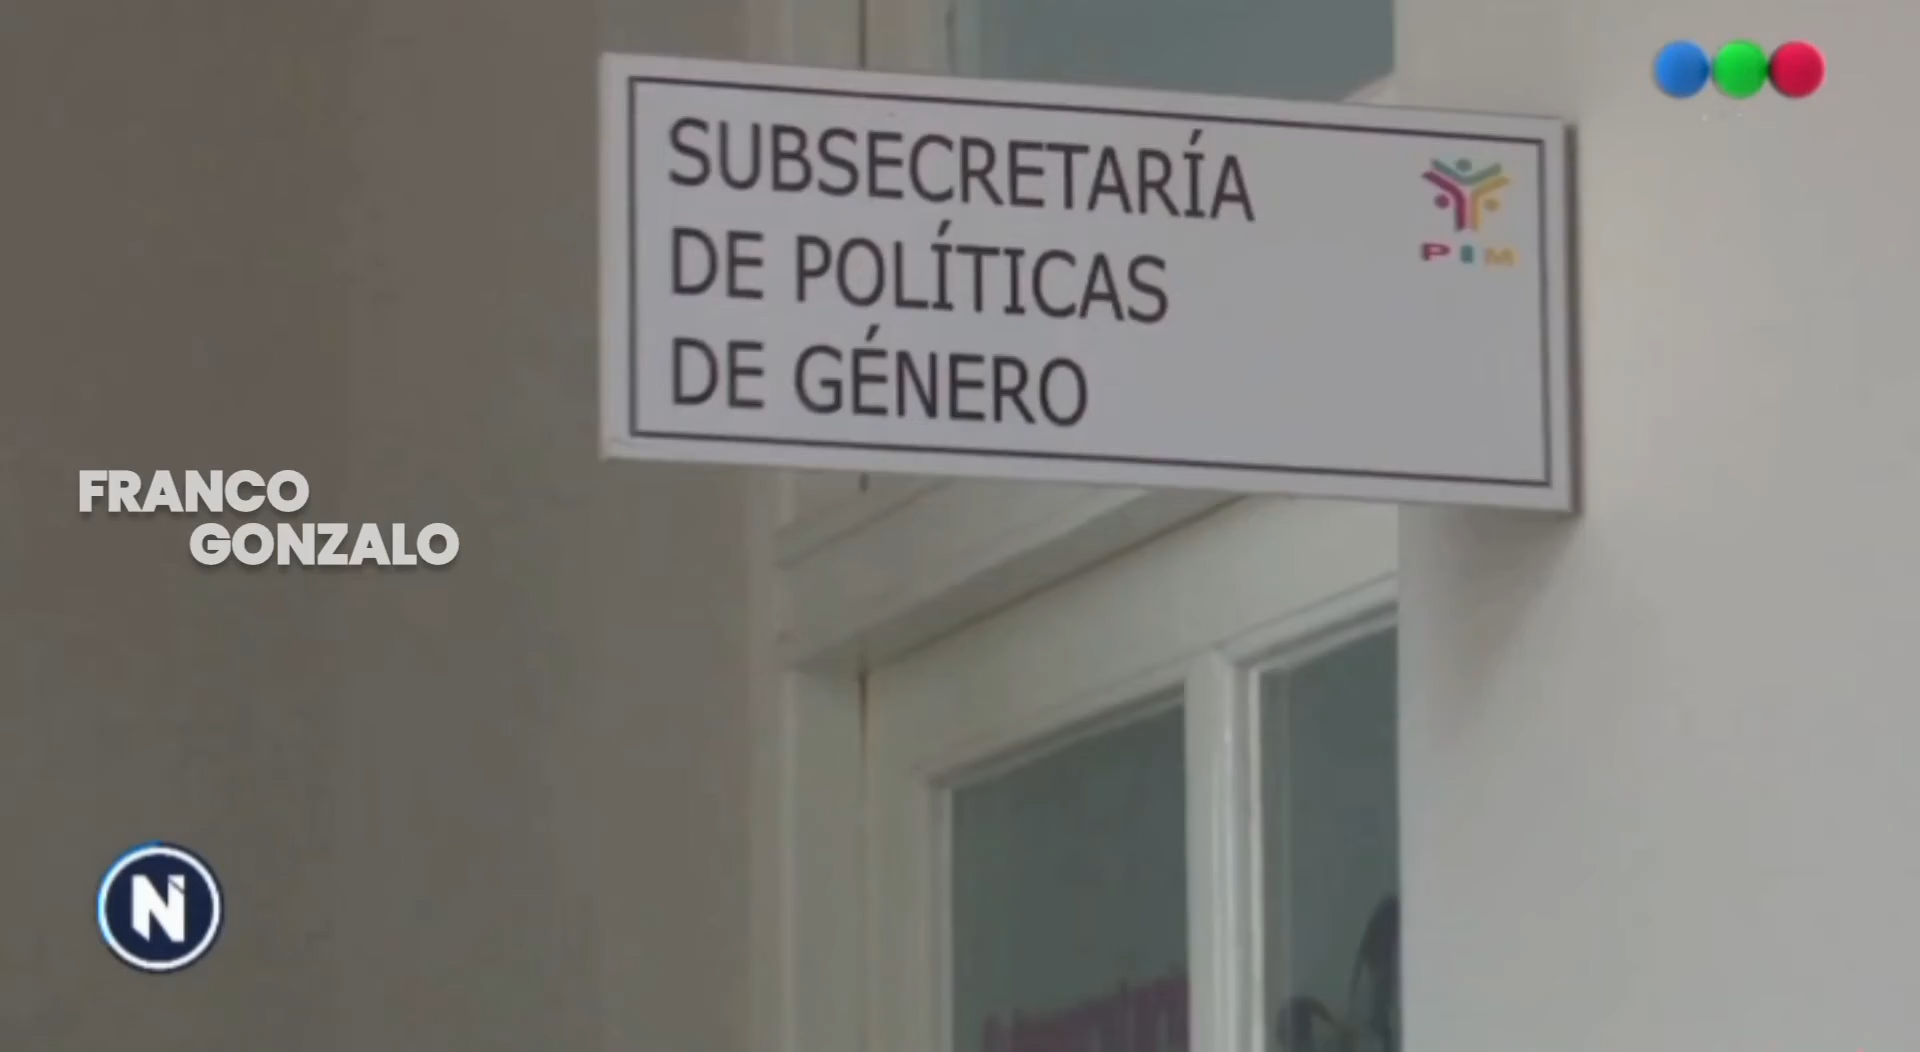 SUBSECRETARÍA
DE POLÍTICAS
DE GÉNERO
PIM
FRANCO
GONZALO
N